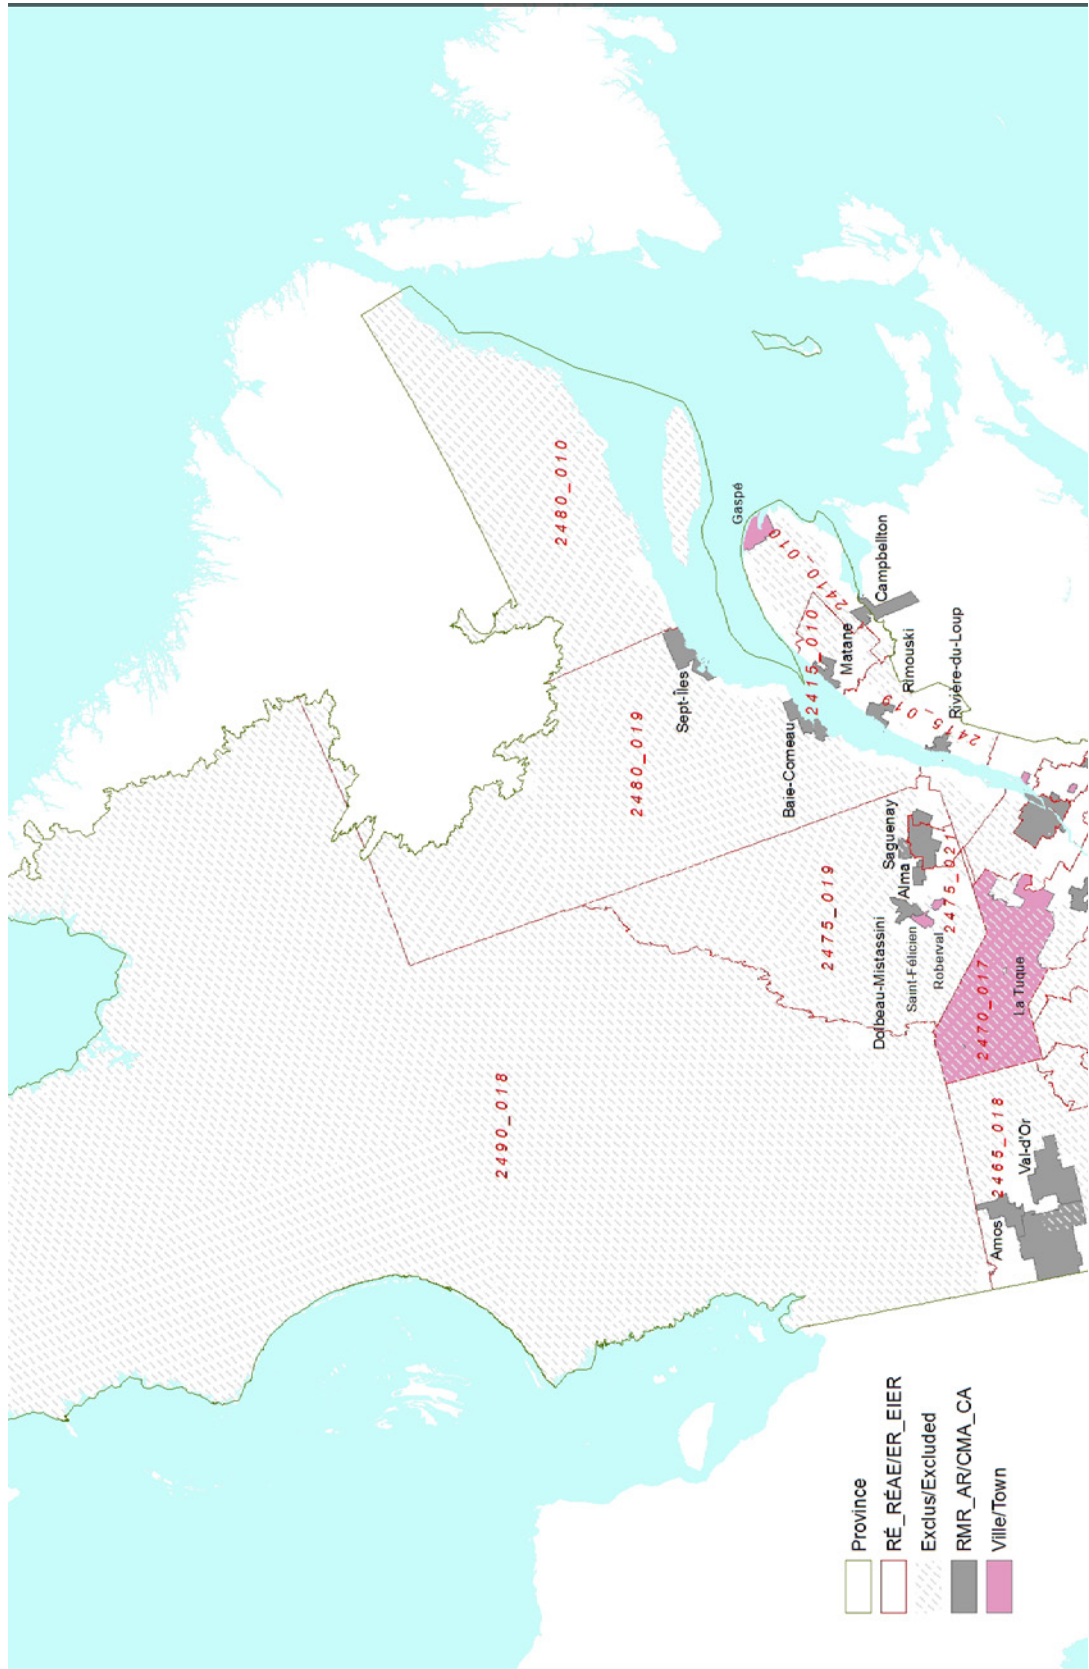 2490_018
2480_010
2480_019
Sept-Îles
Gaspé
2410_010
2415_010
Matane
Campbellton
Baie-Comeau
Rimouski
2415_019
Rivière-du-Loup
2475_019
Saguenay
Alma
2475_021
Dolbeau-Mistassini
Saint-Félicien
Roberval
2470_017
La Tuque
2465_018
Val-d'Or
Amos
Province
RÉ_RÉAE/ER_EIER
Exclus/Excluded
RMR_AR/CMA_CA
Ville/Town